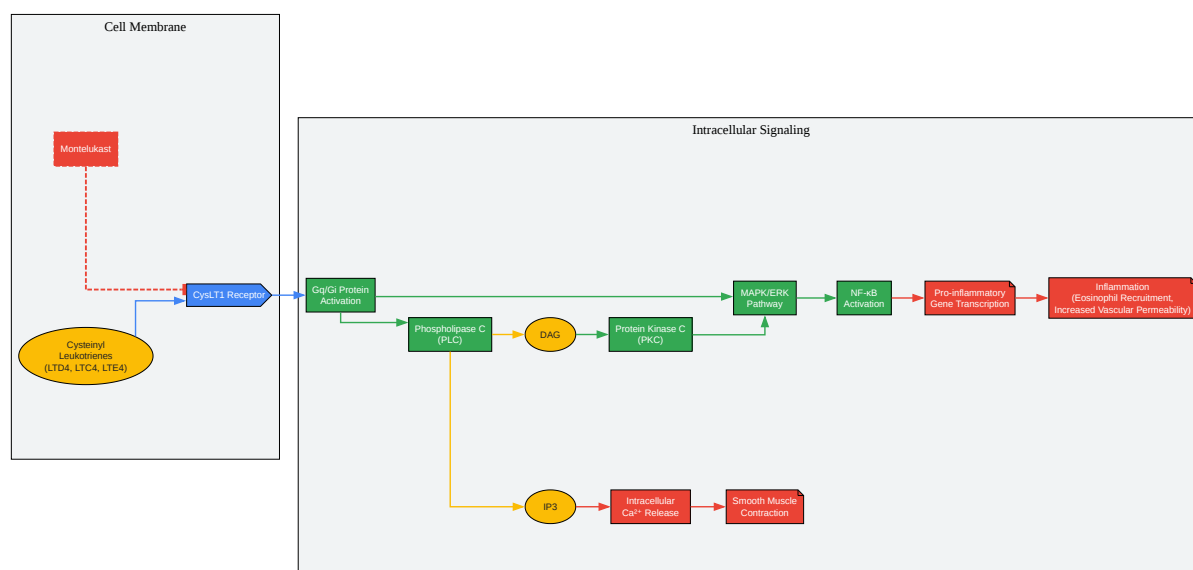 Cell Membrane
Montelukast
CysLT1 Receptor
Cysteinyl
Leukotrienes
(LTD4, LTC4, LTE4)
Intracellular Signaling
Gq/Gi Protein
Activation
Phospholipase C
(PLC)
DAG
Protein Kinase C
(PKC)
MAPK/ERK
Pathway
NF-κB
Activation
Pro-inflammatory
Gene Transcription
Inflammation
(Eosinophil Recruitment,
Increased Vascular Permeability)
IP3
Intracellular
Ca²⁺ Release
Smooth Muscle
Contraction